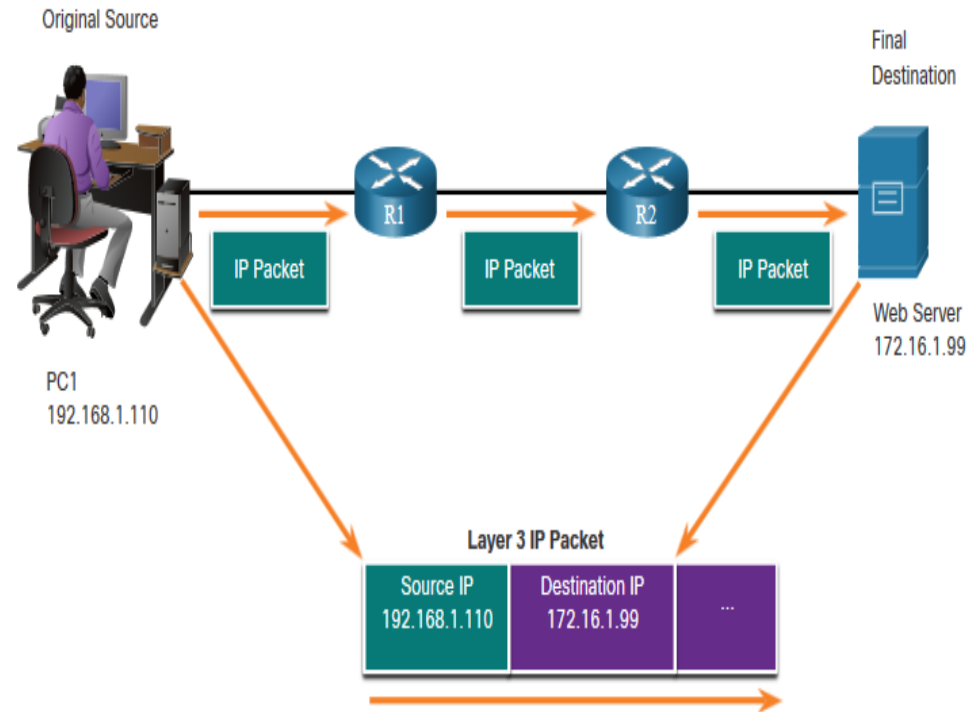 Original Source
Final
Destination
R1
R2
IP Packet
IP Packet
IP Packet
Web Server
172.16.1.99
PC1
192.168.1.110
Layer 3 IP Packet
Source IP
192.168.1.110
Destination IP
172.16.1.99
...